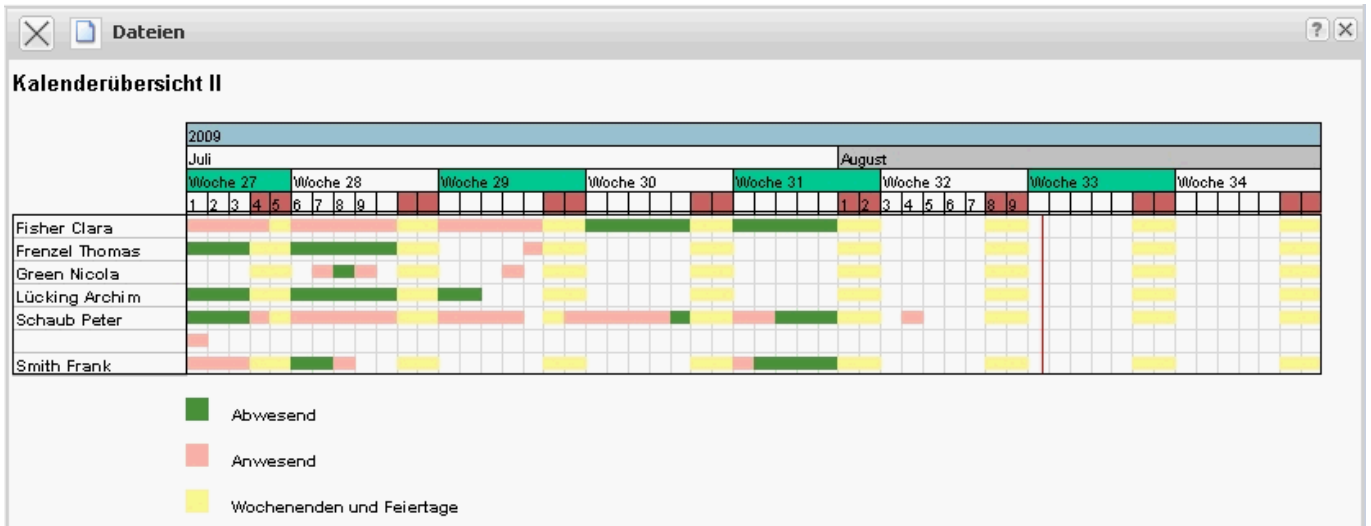 Dateien
?
Kalenderübersicht II
2009
Juli August
Woche 27 Woche 28 Woche 29 Woche 30 Woche 31 Woche 32 Woche 33 Woche 34
1 2 3 4 5 6 7 8 9 1 2 3 4 5 6 7 8 9
Fisher Clara
Frenzel Thomas
Green Nicola
Lücking Archim
Schaub Peter
Smith Frank
Abwesend
Anwesend
Wochenenden und Feiertage